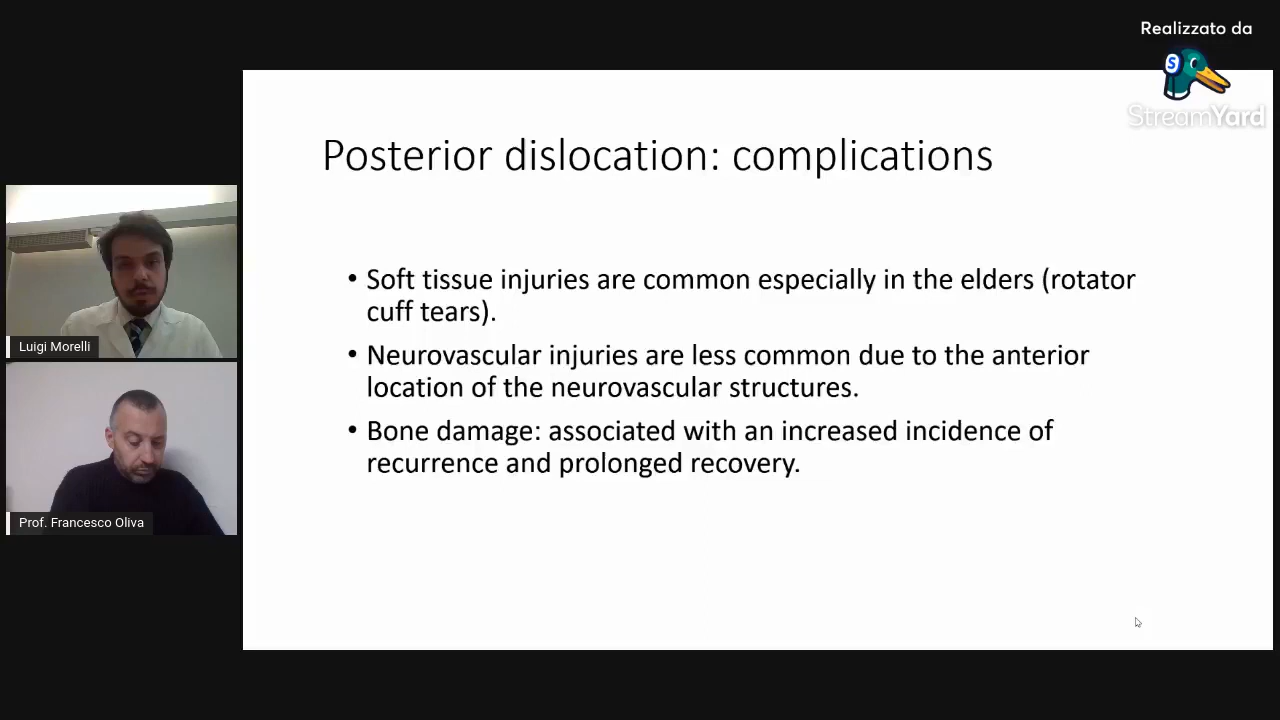 Realizzato da
StreamYard
Posterior dislocation: complications
• Soft tissue injuries are common especially in the elders (rotator
cuff tears).
• Neurovascular injuries are less common due to the anterior
location of the neurovascular structures.
• Bone damage: associated with an increased incidence of
recurrence and prolonged recovery.
Luigi Morelli
Prof. Francesco Oliva